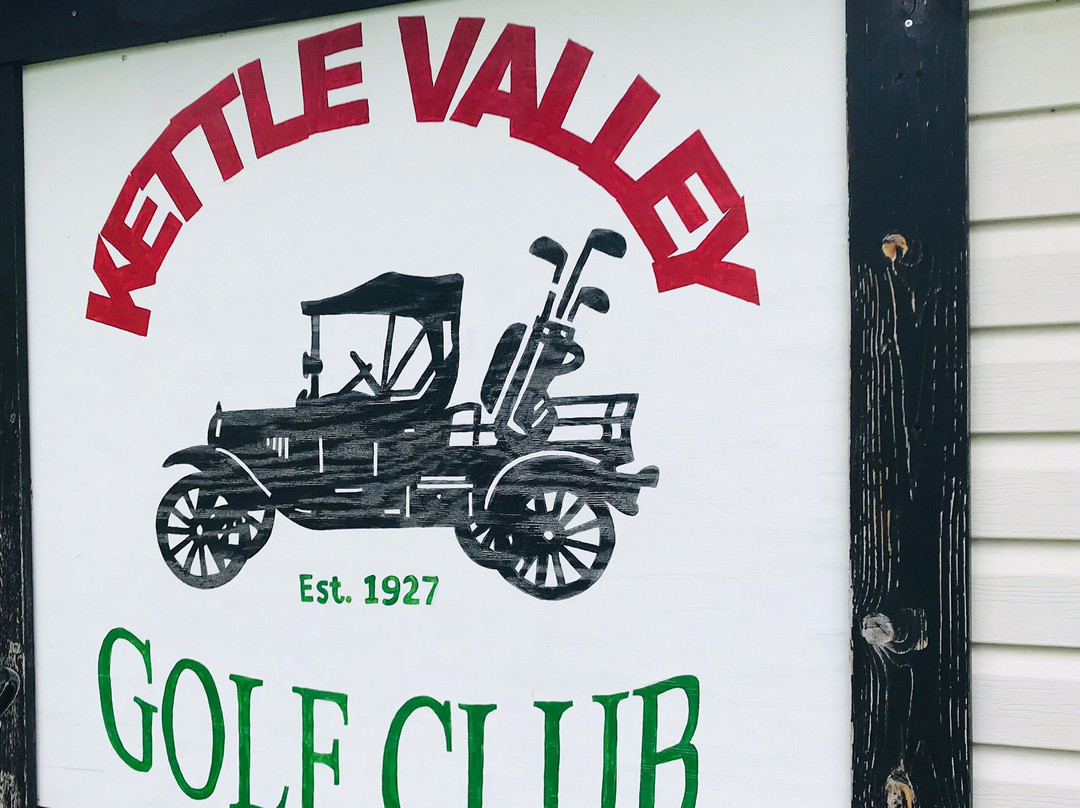 KETTLE VALLEY
Est. 1927
GOLF CLUB